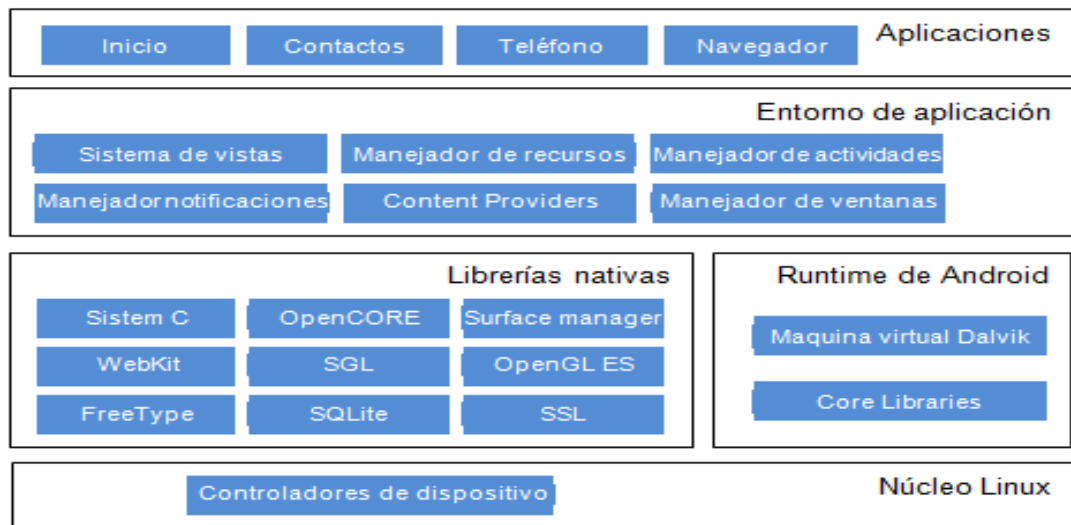 Aplicaciones
Inicio Contactos Teléfono Navegador
Entorno de aplicación
Sistema de vistas Manejador de recursos Manejador de actividades
Manejador notificaciones Content Providers Manejador de ventanas
Librerías nativas
Sistem C OpenCORE Surface manager
WebKit SGL OpenGL ES
FreeType SQLite SSL
Runtime de Android
Maquina virtual Dalvik
Core Libraries
Núcleo Linux
Controladores de dispositivo